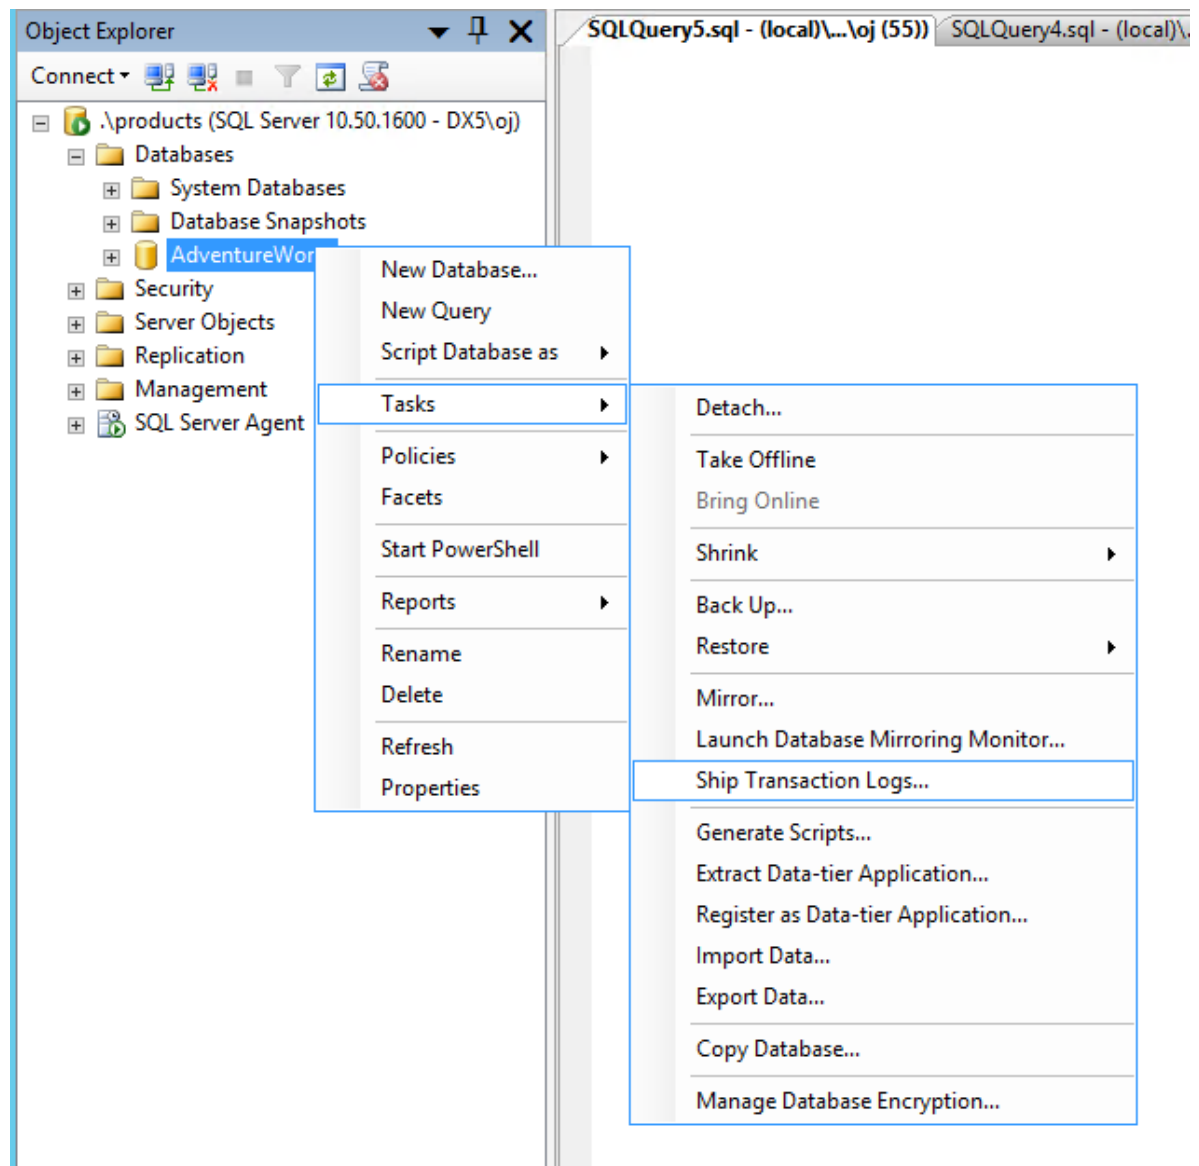 Object Explorer
SQLQuery5.sql - (local)\...\oj (55))
SQLQuery4.sql - (local)\.
Connect
.\products (SQL Server 10.50.1600 - DX5\oj)
Databases
System Databases
Database Snapshots
AdventureWor
Security
Server Objects
Replication
Management
SQL Server Agent
New Database...
New Query
Script Database as
Tasks
Policies
Facets
Start PowerShell
Reports
Rename
Delete
Refresh
Properties
Detach...
Take Offline
Bring Online
Shrink
Back Up...
Restore
Mirror...
Launch Database Mirroring Monitor...
Ship Transaction Logs...
Generate Scripts...
Extract Data-tier Application...
Register as Data-tier Application...
Import Data...
Export Data...
Copy Database...
Manage Database Encryption...